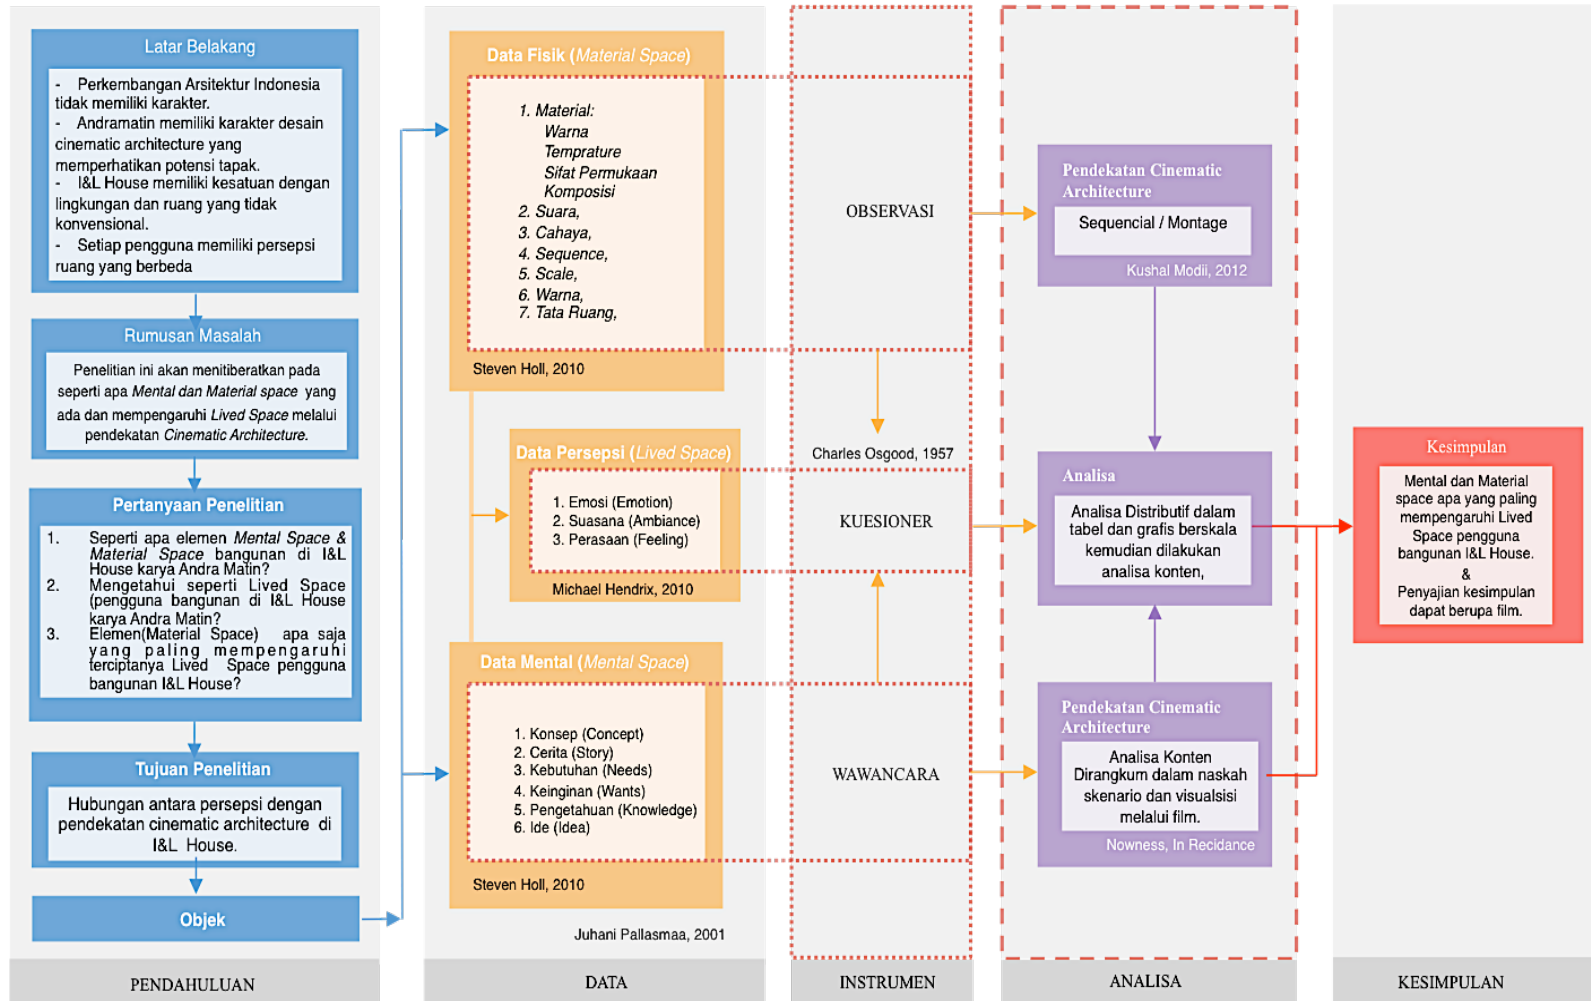 Latar Belakang
- Perkembangan Arsitektur Indonesia
tidak memiliki karakter.
- Andramatin memiliki karakter desain
cinematic architecture yang
memperhatikan potensi tapak.
- I&L House memiliki kesatuan dengan
lingkungan dan ruang yang tidak
konvensional.
- Setiap pengguna memiliki persepsi
ruang yang berbeda
Rumusan Masalah
Penelitian ini akan menitiberatkan pada
seperti apa Mental dan Material space yang
ada dan mempengaruhi Lived Space melalui
pendekatan Cinematic Architecture.
Pertanyaan Penelitian
1. Seperti apa elemen Mental Space &
Material Space bangunan di I&L
House karya Andra Matin?
2. Mengetahui seperti Lived Space
(pengguna bangunan di I&L House
karya Andra Matin?
3. Elemen(Material Space) apa saja
yang paling mempengaruhi
terciptanya Lived Space pengguna
bangunan I&L House?
Tujuan Penelitian
Hubungan antara persepsi dengan
pendekatan cinematic architecture di
I&L House.
Objek
PENDAHULUAN
Data Fisik (Material Space)
1. Material:
Warna
Temprature
Sifat Permukaan
Komposisi
2. Suara,
3. Cahaya,
4. Sequence,
5. Scale,
6. Warna,
7. Tata Ruang,
Steven Holl, 2010
Data Persepsi (Lived Space)
1. Emosi (Emotion)
2. Suasana (Ambiance)
3. Perasaan (Feeling)
Michael Hendrix, 2010
Data Mental (Mental Space)
1. Konsep (Concept)
2. Cerita (Story)
3. Kebutuhan (Needs)
4. Keinginan (Wants)
5. Pengetahuan (Knowledge)
6. Ide (Idea)
Steven Holl, 2010
Juhani Pallasmaa, 2001
DATA
OBSERVASI
Charles Osgood, 1957
KUESIONER
WAWANCARA
INSTRUMEN
Pendekatan Cinematic
Architecture
Sequencial / Montage
Kushal Modii, 2012
Analisa
Analisa Distributif dalam
tabel dan grafis berskala
kemudian dilakukan
analisa konten,
Pendekatan Cinematic
Architecture
Analisa Konten
Dirangkum dalam naskah
skenario dan visualsisi
melalui film.
Nowness, In Recidance
ANALISA
Kesimpulan
Mental dan Material
space apa yang paling
mempengaruhi Lived
Space pengguna
bangunan I&L House.
&
Penyajian kesimpulan
dapat berupa film.
KESIMPULAN